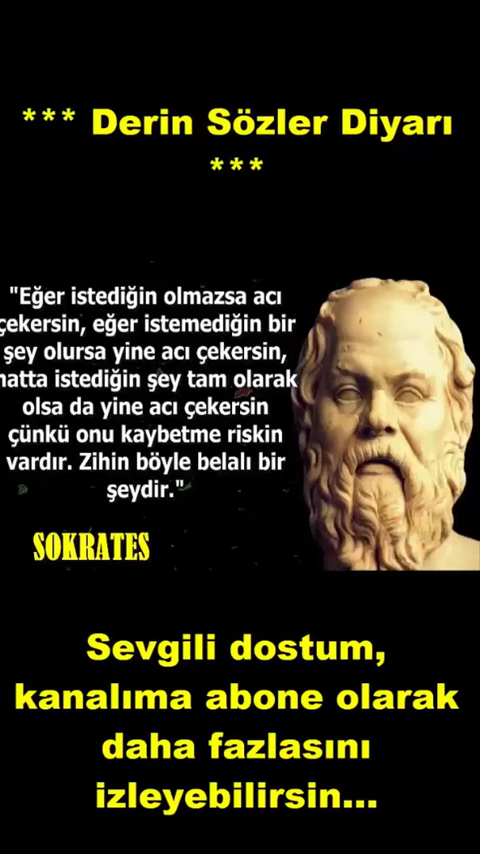 *** Derin Sözler Diyarı
***
"Eğer istediğin olmazsa acı
çekersin, eğer istemediğin bir
şey olursa yine acı çekersin,
hatta istediğin şey tam olarak
olsa da yine acı çekersin
çünkü onu kaybetme riskin
vardır. Zihin böyle belalı bir
şeydir."
SOKRATES
Sevgili dostum,
kanalıma abone olarak
daha fazlasını
izleyebilirsin...